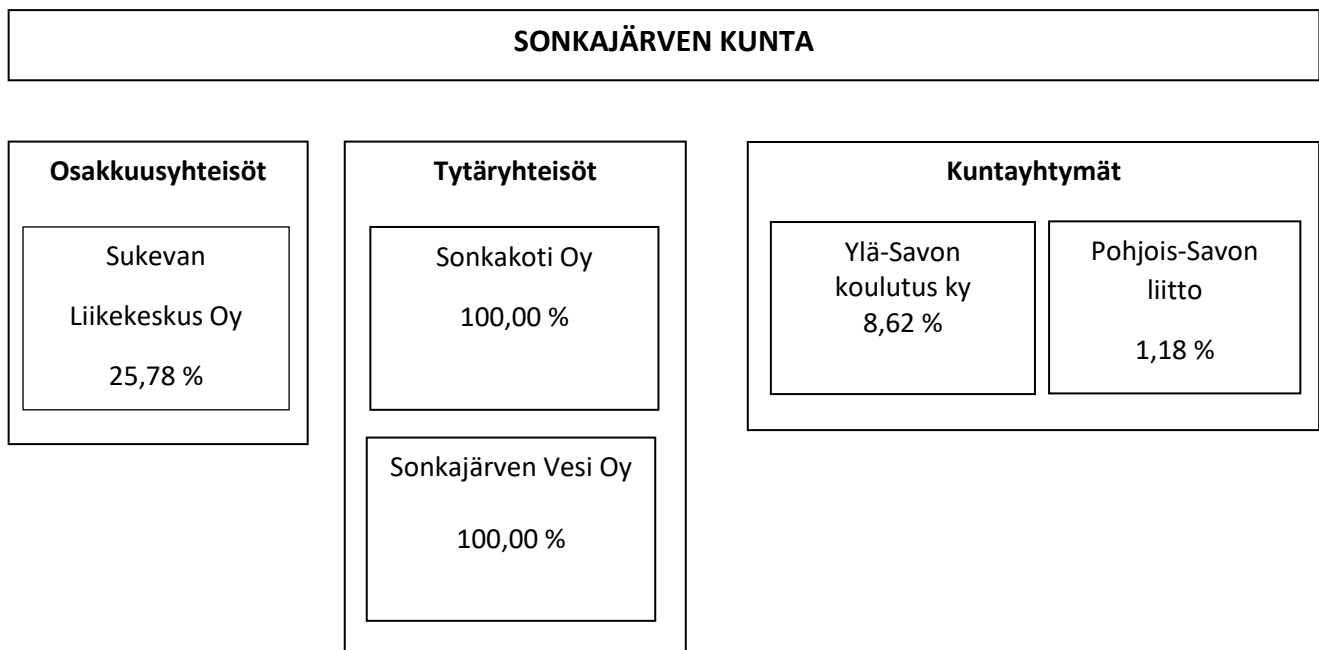 SONKAJÄRVEN KUNTA
Osakkuusyhteisöt
Sukevan
Liikekeskus Oy
25,78 %
Tytäryhteisöt
Sonkakoti Oy
100,00 %
Sonkajärven Vesi Oy
100,00 %
Kuntayhtymät
Ylä-Savon
koulutus ky
8,62 %
Pohjois-Savon
liitto
1,18 %